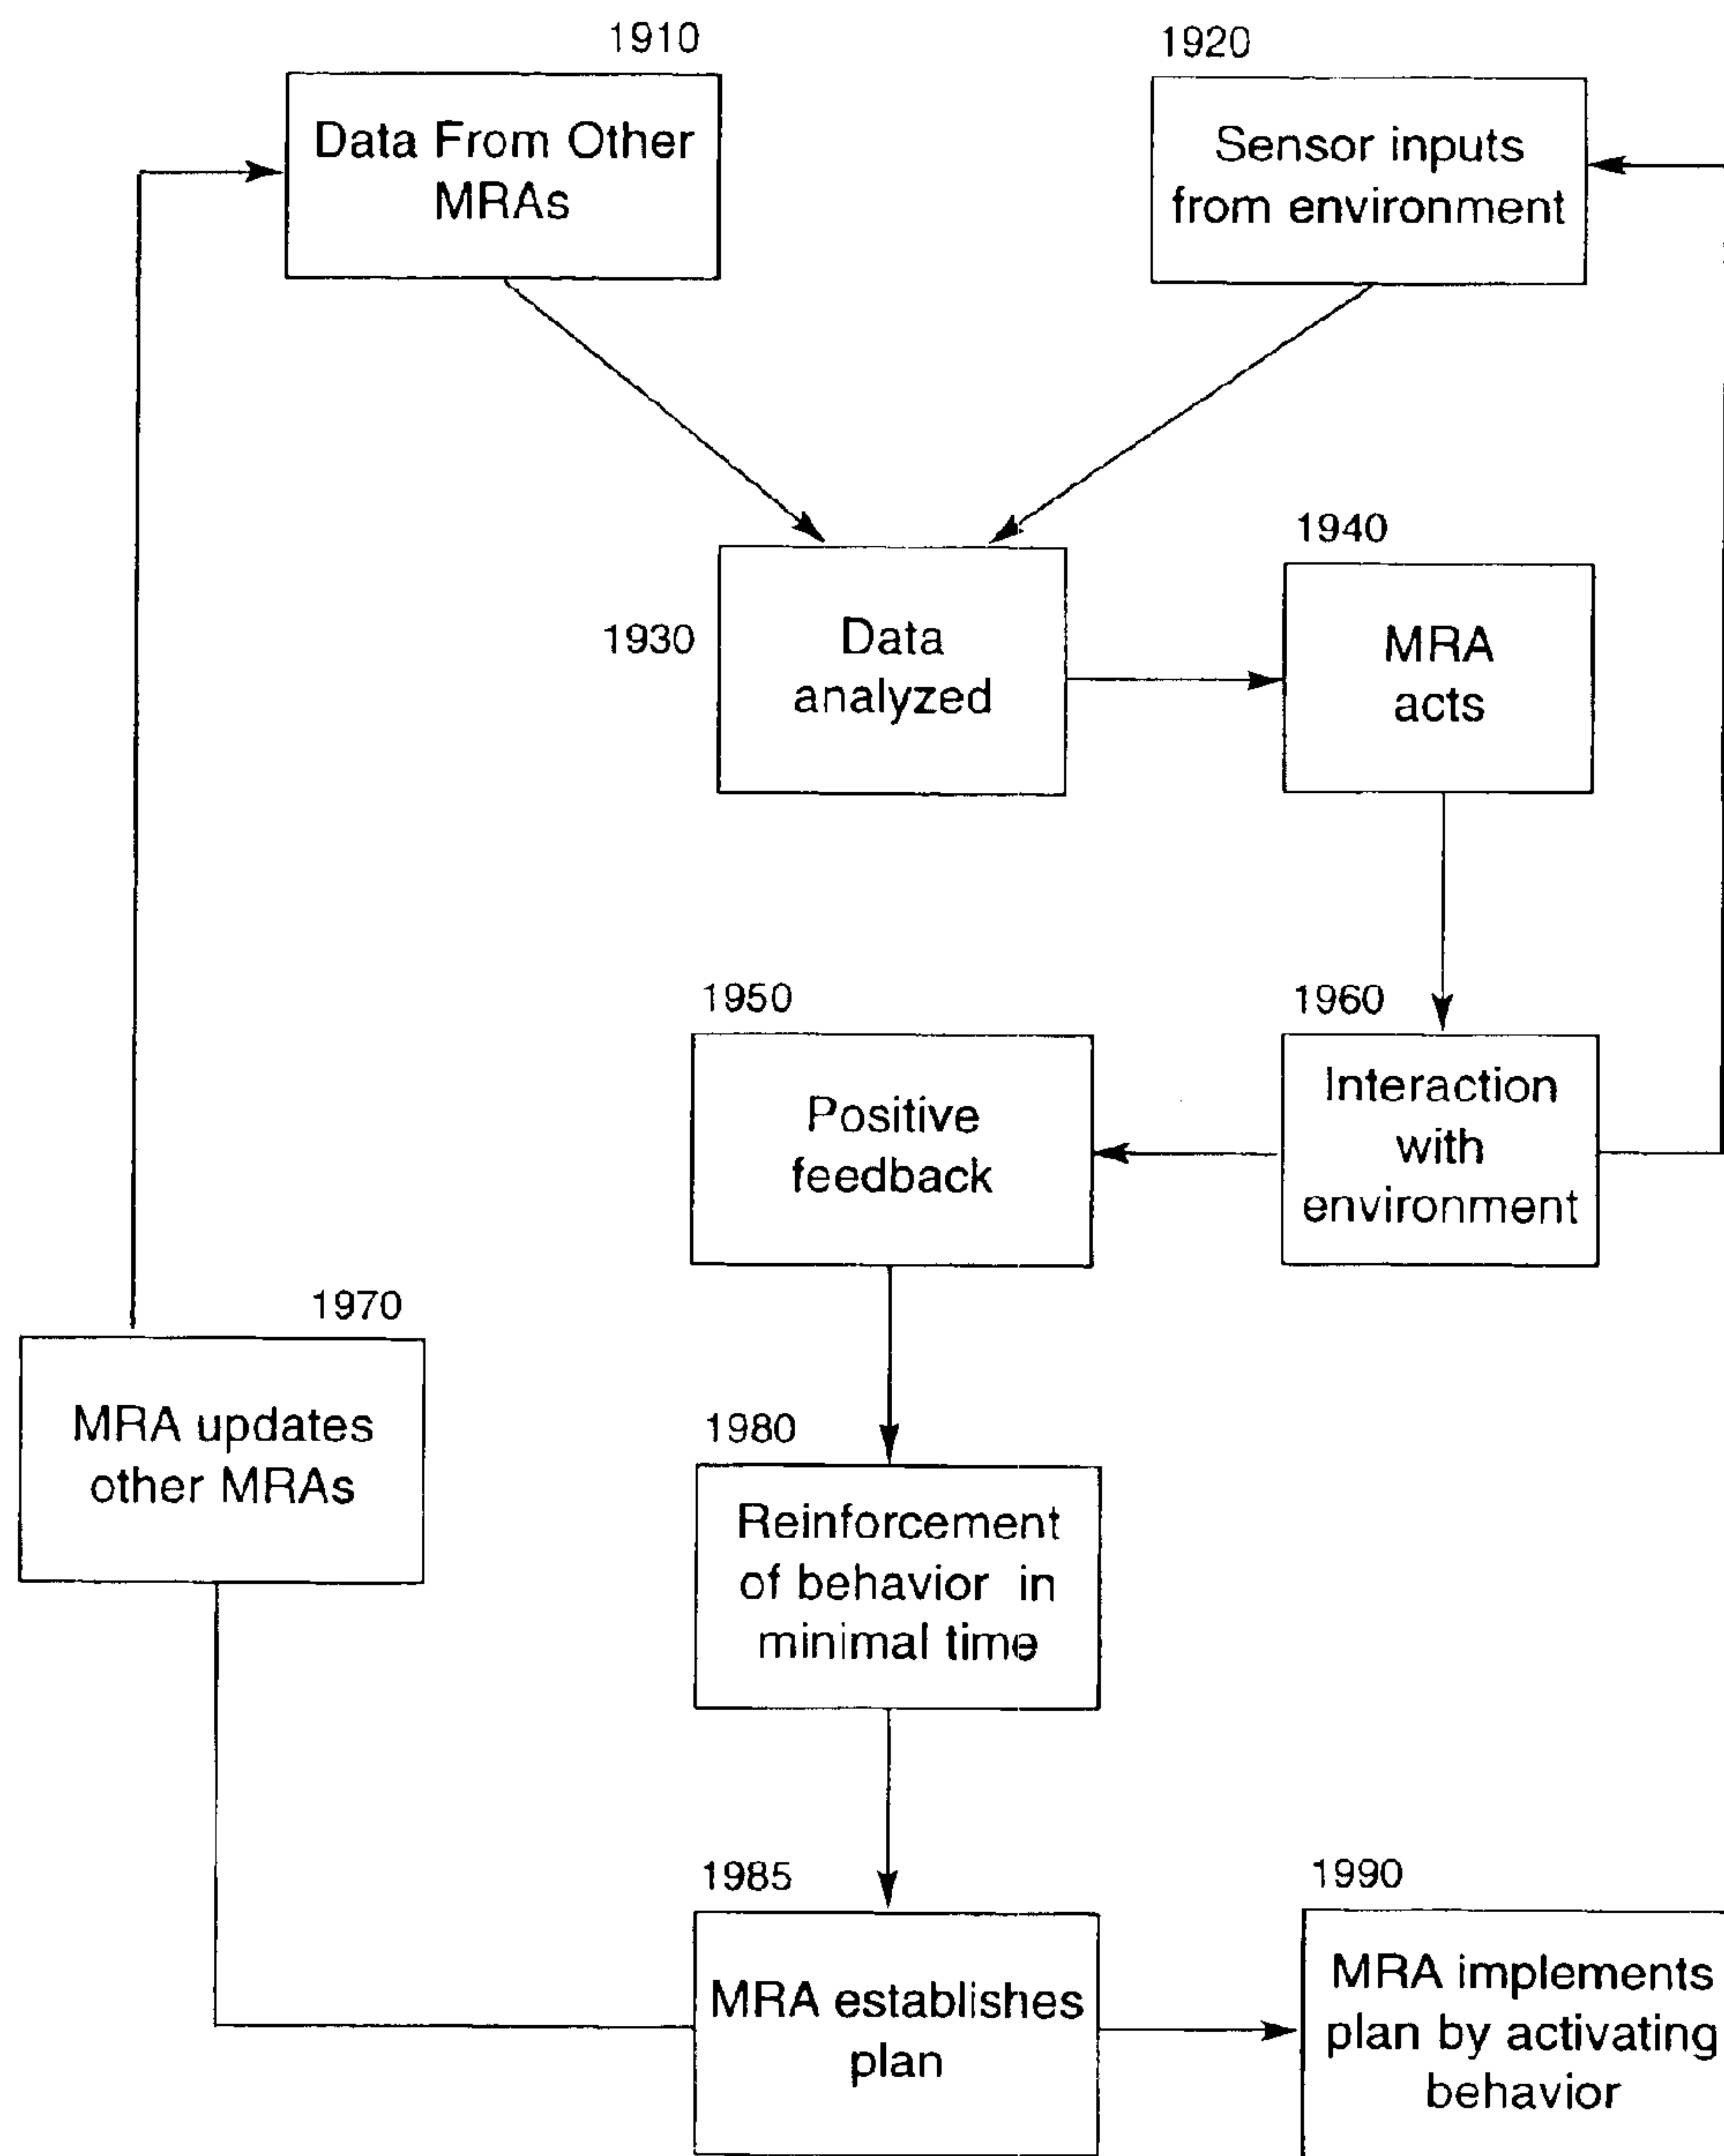 1910
Data From Other
MRAs
1920
Sensor inputs
from environment
1930
Data
analyzed
1940
MRA
acts
1950
Positive
feedback
1960
Interaction
with
environment
1970
MRA updates
other MRAs
1980
Reinforcement
of behavior in
minimal time
1985
MRA establishes
plan
1990
MRA implements
plan by activating
behavior